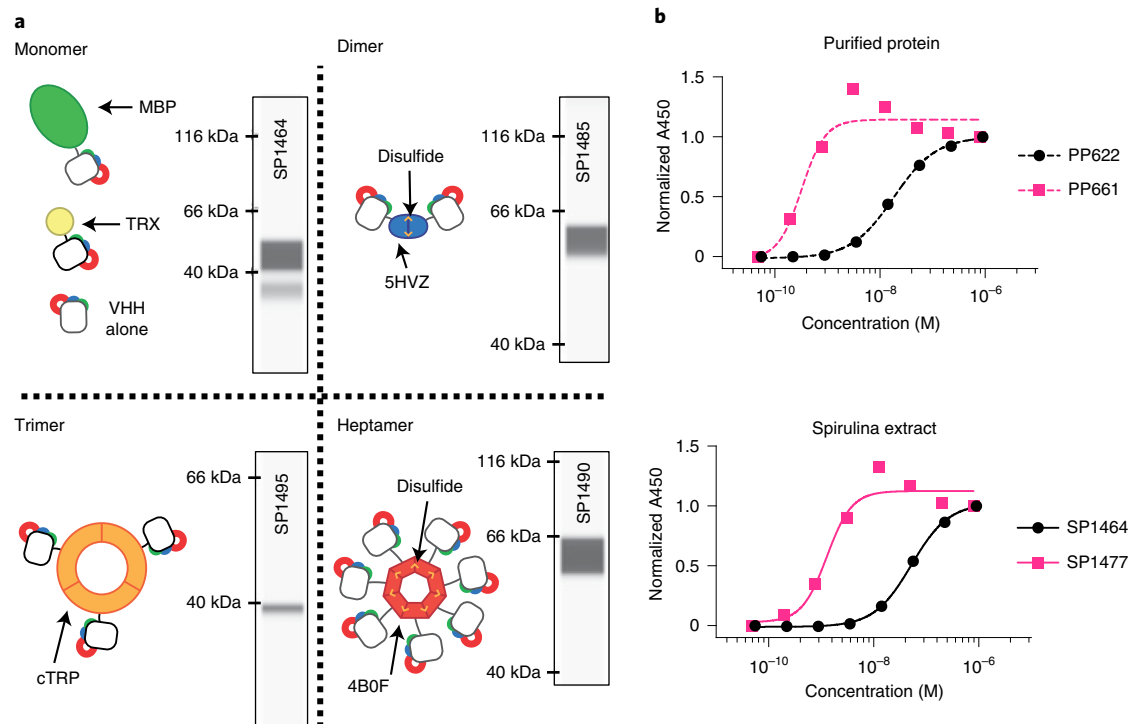 a
Monomer
MBP
TRX
VHH
alone
116 kDa
66 kDa
40 kDa
SP1464
Dimer
Disulfide
5HVZ
116 kDa
66 kDa
40 kDa
SP1485
Trimer
cTRP
66 kDa
40 kDa
SP1495
Heptamer
Disulfide
4B0F
116 kDa
66 kDa
40 kDa
SP1490
b
Purified protein
Normalized A450
1.5
1.0
0.5
0
10⁻¹⁰ 10⁻⁸ 10⁻⁶
Concentration (M)
PP622
PP661
Spirulina extract
Normalized A450
1.5
1.0
0.5
0
10⁻¹⁰ 10⁻⁸ 10⁻⁶
Concentration (M)
SP1464
SP1477